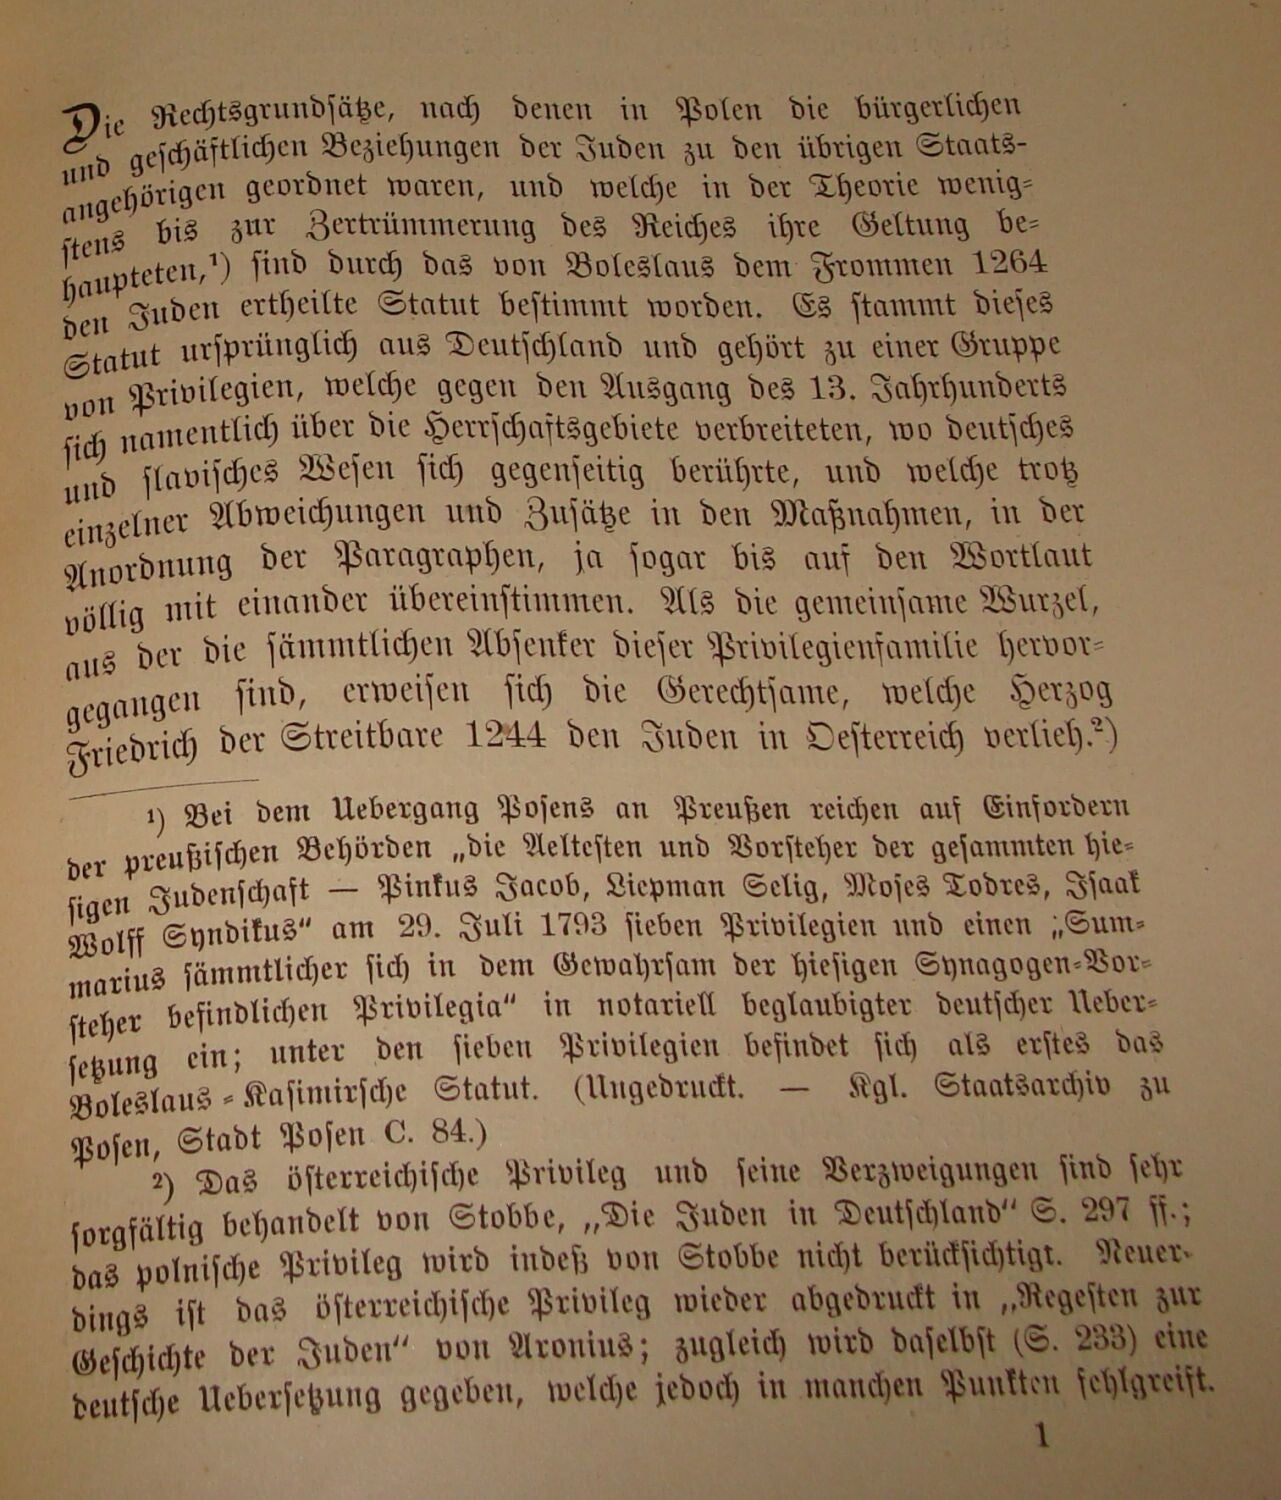 Die Rechtsgrundsätze, nach denen in Polen die bürgerlichen
und geschäftlichen Beziehungen der Juden zu den übrigen Staats-
angehörigen geordnet waren, und welche in der Theorie wenig-
stens bis zur Zertrümmerung des Reiches ihre Geltung be-
haupteten,¹) sind durch das von Boleslaus dem Frommen 1264
den Juden ertheilte Statut bestimmt worden. Es stammt dieses
Statut ursprünglich aus Deutschland und gehört zu einer Gruppe
von Privilegien, welche gegen den Ausgang des 13. Jahrhunderts
sich namentlich über die Herrschaftsgebiete verbreiteten, wo deutsches
und slavisches Wesen sich gegenseitig berührte, und welche trotz
einzelner Abweichungen und Zusätze in den Maßnahmen, in der
Anordnung der Paragraphen, ja sogar bis auf den Wortlaut
völlig mit einander übereinstimmen. Als die gemeinsame Wurzel,
aus der die sämmtlichen Absenker dieser Privilegienfamilie hervor-
gegangen sind, erweisen sich die Gerechtsame, welche Herzog
Friedrich der Streitbare 1244 den Juden in Oesterreich verlieh.²)
¹) Bei dem Uebergang Posens an Preußen reichen auf Einfordern
der preußischen Behörden „die Aeltesten und Vorsteher der gesammten hie-
sigen Judenschaft — Pinkus Jacob, Liepman Selig, Moses Todres, Isaak
Wolff Syndikus“ am 29. Juli 1793 sieben Privilegien und einen „Sum-
marius sämmtlicher sich in dem Gewahrsam der hiesigen Synagogen-Vor-
steher befindlichen Privilegia“ in notariell beglaubigter deutscher Ueber-
setzung ein; unter den sieben Privilegien befindet sich als erstes das
Boleslaus-Kasimirsche Statut. (Ungedruckt. — Kgl. Staatsarchiv zu
Posen, Stadt Posen C. 84.)
²) Das österreichische Privileg und seine Verzweigungen sind sehr
sorgfältig behandelt von Stobbe, „Die Juden in Deutschland“ S. 297 ff.;
das polnische Privileg wird indeß von Stobbe nicht berücksichtigt. Neuer-
dings ist das österreichische Privileg wieder abgedruckt in „Regesten zur
Geschichte der Juden“ von Aronius; zugleich wird daselbst (S. 233) eine
deutsche Uebersetzung gegeben, welche jedoch in manchen Punkten fehlgreift.
1